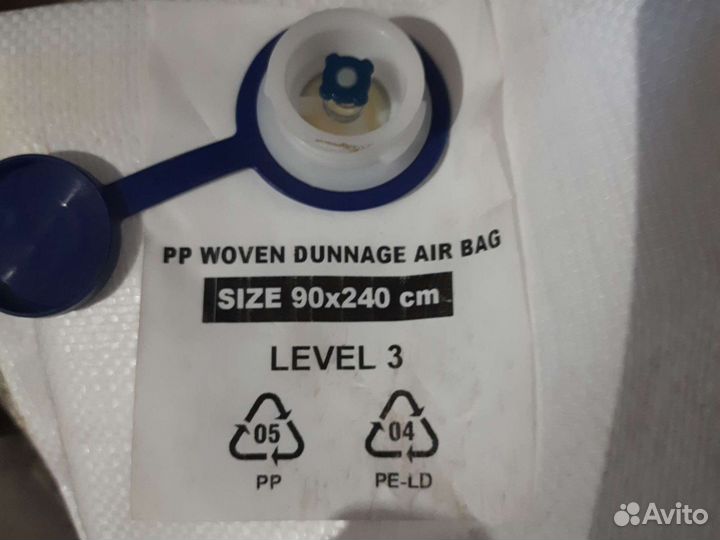 PP WOVEN DUNNAGE AIR BAG
SIZE 90x240 cm
LEVEL 3
05 04
PP PE-LD
Avito